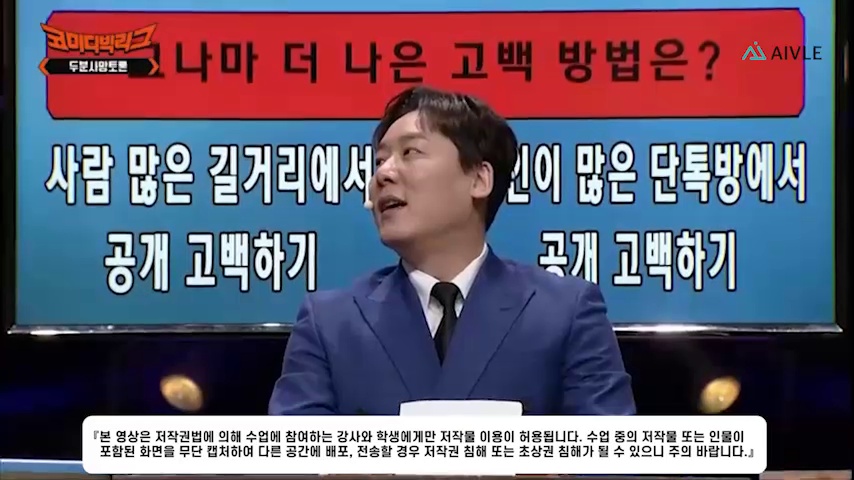 코미디빅리그
두분사망토론
그나마 더 나은 고백 방법은?
AIVLE
사람 많은 길거리에서
공개 고백하기
인이 많은 단톡방에서
공개 고백하기
『본 영상은 저작권법에 의해 수업에 참여하는 강사와 학생에게만 저작물 이용이 허용됩니다. 수업 중의 저작물 또는 인물이
포함된 화면을 무단 캡처하여 다른 공간에 배포, 전송할 경우 저작권 침해 또는 초상권 침해가 될 수 있으니 주의 바랍니다.』